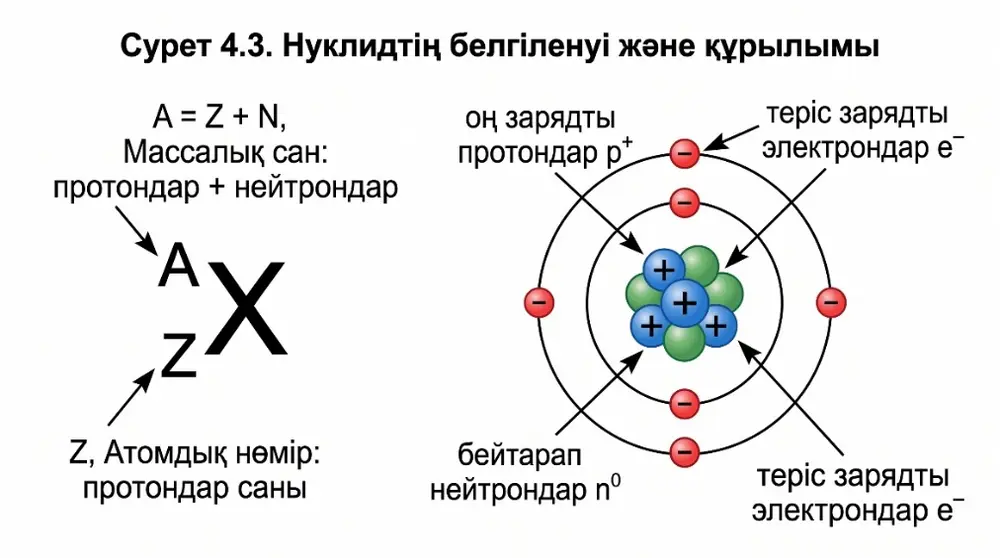 Сурет 4.3. Нуклидтің белгіленуі және құрылымы
A = Z + N,
Массалық сан:
протондар + нейтрондар
A
Z
X
Z, Атомдық нөмір:
протондар саны
оң зарядты
протондар p⁺
теріс зарядты
электрондар e⁻
−
−
+
+
−
−
+
+
−
−
бейтарап
нейтрондар n⁰
теріс зарядты
электрондар e⁻